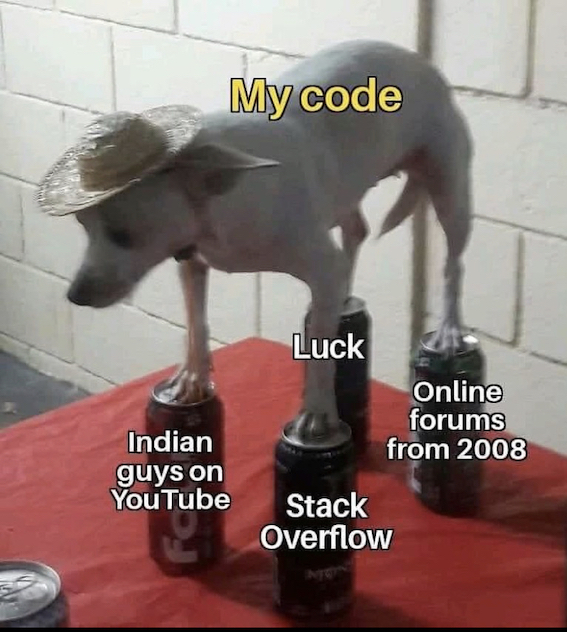 My code
Luck
Online
forums
from 2008
Indian
guys on
YouTube
Stack
Overflow